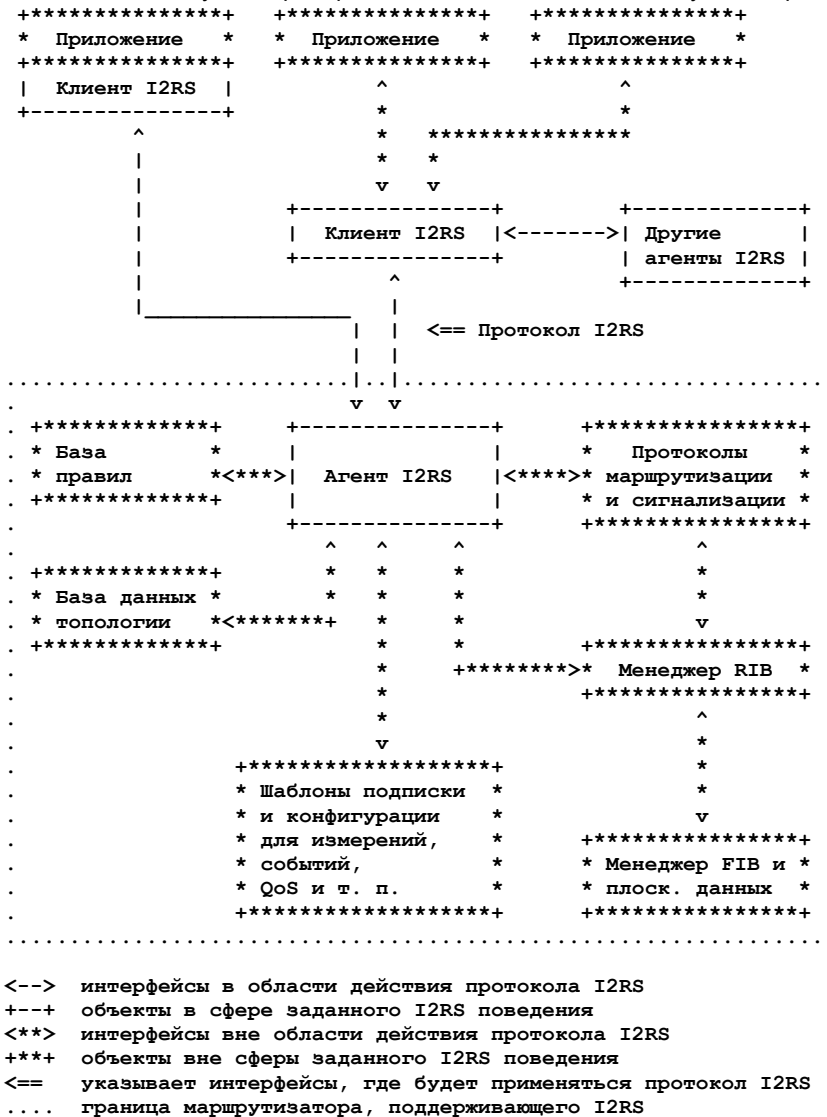 Приложение Приложение Приложение
Клиент I2RS
Клиент I2RS Другие
агенты I2RS
<== Протокол I2RS
База Протоколы
правил Агент I2RS маршрутизации
и сигнализации
База данных
топологии
Менеджер RIB
Шаблоны подписки
и конфигурации
для измерений,
событий, Менеджер FIB и
QoS и т. п. плоск. данных
<--> интерфейсы в области действия протокола I2RS
+--+ объекты в сфере заданного I2RS поведения
<**> интерфейсы вне области действия протокола I2RS
+**+ объекты вне сферы заданного I2RS поведения
<== указывает интерфейсы, где будет применяться протокол I2RS
.... граница маршрутизатора, поддерживающего I2RS